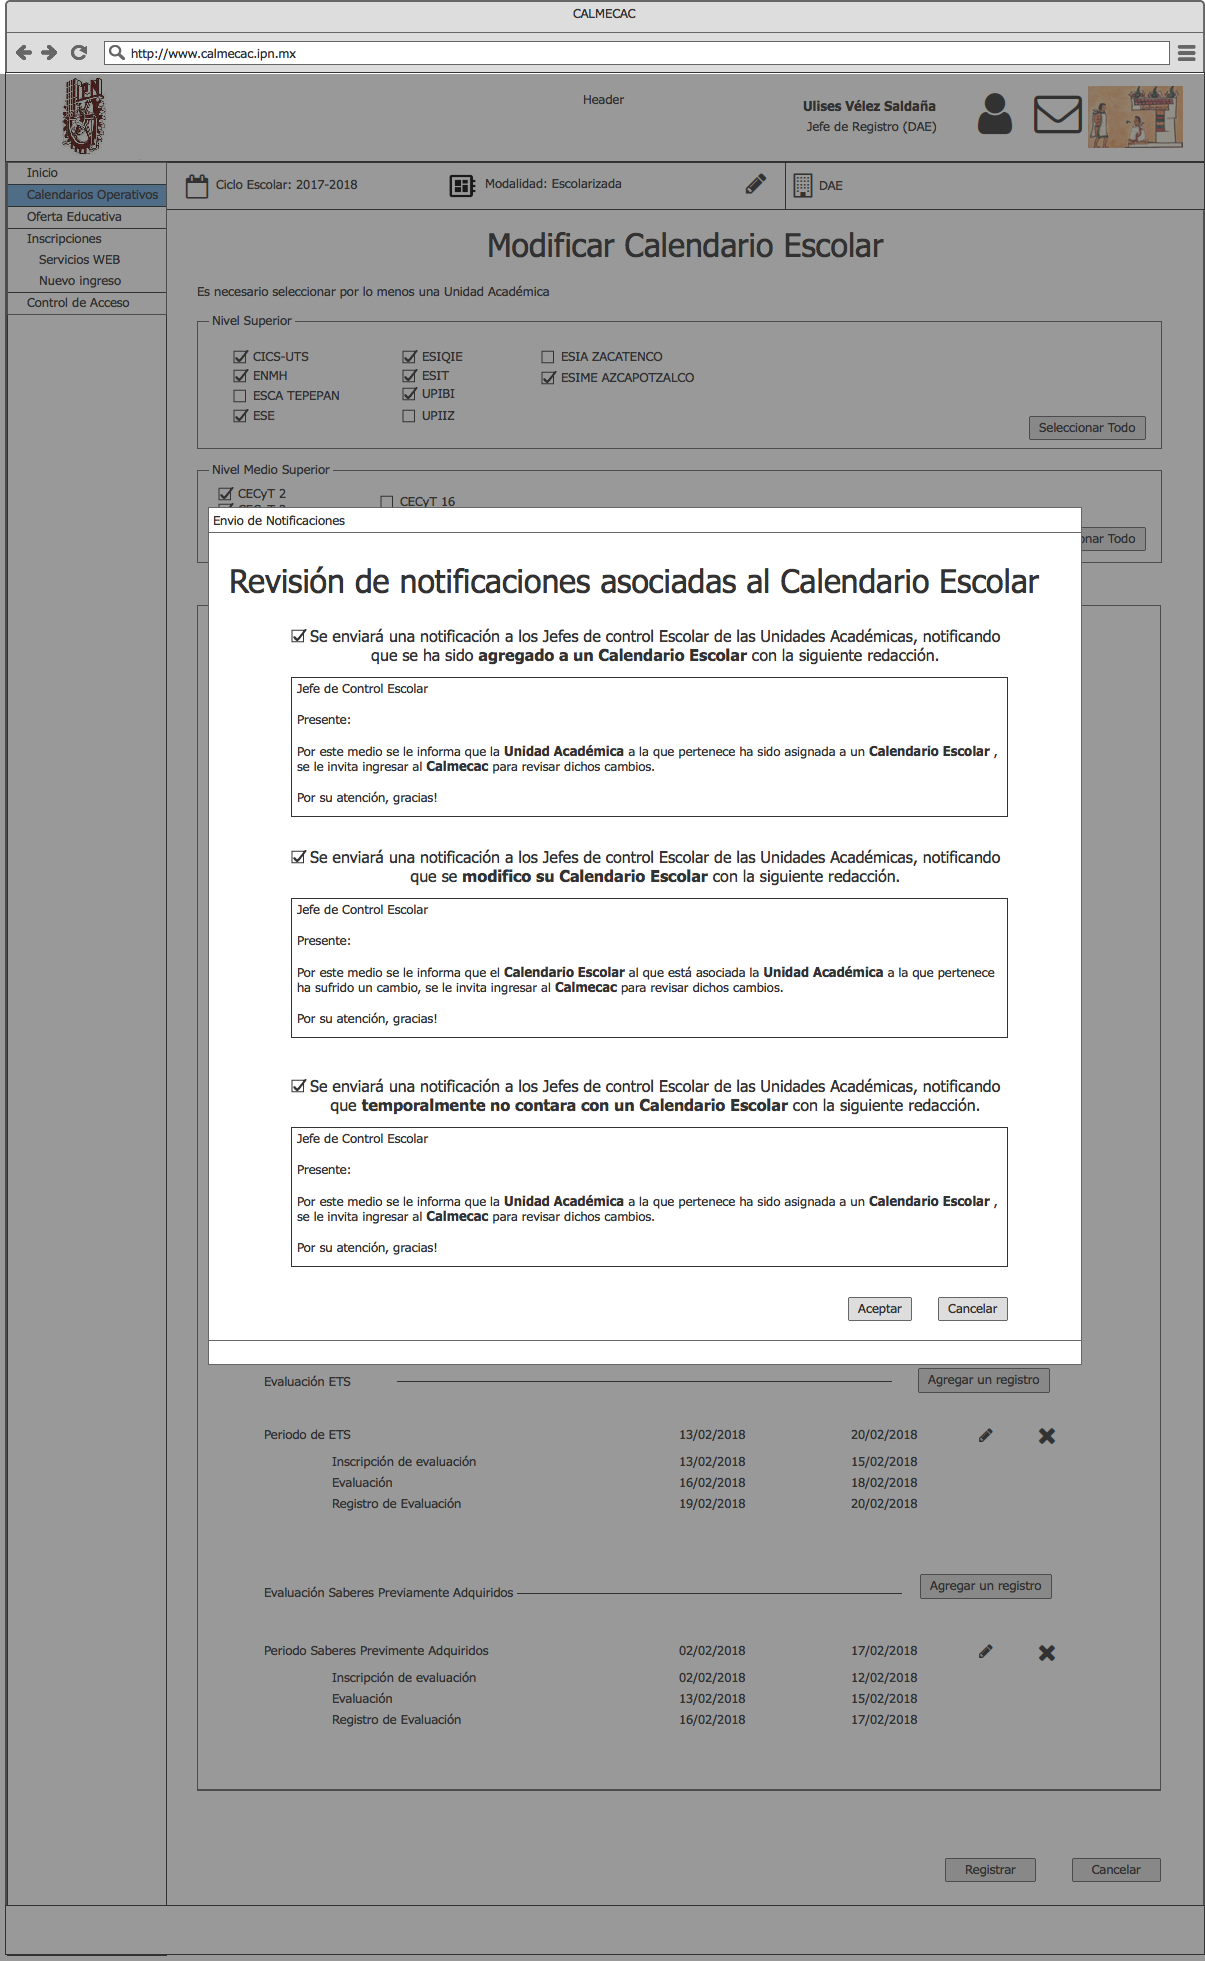 CALMECAC
http://www.calmecac.ipn.mx
Header
Ulises Vélez Saldaña
Jefe de Registro (DAE)
Inicio
Calendarios Operativos
Oferta Educativa
Inscripciones
Servicios WEB
Nuevo ingreso
Control de Acceso
Ciclo Escolar: 2017-2018
Modalidad: Escolarizada
DAE
Modificar Calendario Escolar
Es necesario seleccionar por lo menos una Unidad Académica
Nivel Superior
CICS-UTS
ENMH
ESCA TEPEPAN
ESE
ESIQIE
ESIT
UPIBI
UPIIZ
ESIA ZACATENCO
ESIME AZCAPOTZALCO
Seleccionar Todo
Nivel Medio Superior
CECyT 2
CECyT 16
onar Todo
Envio de Notificaciones
Revisión de notificaciones asociadas al Calendario Escolar
Se enviará una notificación a los Jefes de control Escolar de las Unidades Académicas, notificando
que se ha sido agregado a un Calendario Escolar con la siguiente redacción.
Jefe de Control Escolar
Presente:
Por este medio se le informa que la Unidad Académica a la que pertenece ha sido asignada a un Calendario Escolar ,
se le invita ingresar al Calmecac para revisar dichos cambios.
Por su atención, gracias!
Se enviará una notificación a los Jefes de control Escolar de las Unidades Académicas, notificando
que se modifico su Calendario Escolar con la siguiente redacción.
Jefe de Control Escolar
Presente:
Por este medio se le informa que el Calendario Escolar al que está asociada la Unidad Académica a la que pertenece
ha sufrido un cambio, se le invita ingresar al Calmecac para revisar dichos cambios.
Por su atención, gracias!
Se enviará una notificación a los Jefes de control Escolar de las Unidades Académicas, notificando
que temporalmente no contara con un Calendario Escolar con la siguiente redacción.
Jefe de Control Escolar
Presente:
Por este medio se le informa que la Unidad Académica a la que pertenece ha sido asignada a un Calendario Escolar ,
se le invita ingresar al Calmecac para revisar dichos cambios.
Por su atención, gracias!
Aceptar Cancelar
Evaluación ETS Agregar un registro
Periodo de ETS 13/02/2018 20/02/2018
Inscripción de evaluación 13/02/2018 15/02/2018
Evaluación 16/02/2018 18/02/2018
Registro de Evaluación 19/02/2018 20/02/2018
Evaluación Saberes Previamente Adquiridos Agregar un registro
Periodo Saberes Previmente Adquiridos 02/02/2018 17/02/2018
Inscripción de evaluación 02/02/2018 12/02/2018
Evaluación 13/02/2018 15/02/2018
Registro de Evaluación 16/02/2018 17/02/2018
Registrar Cancelar